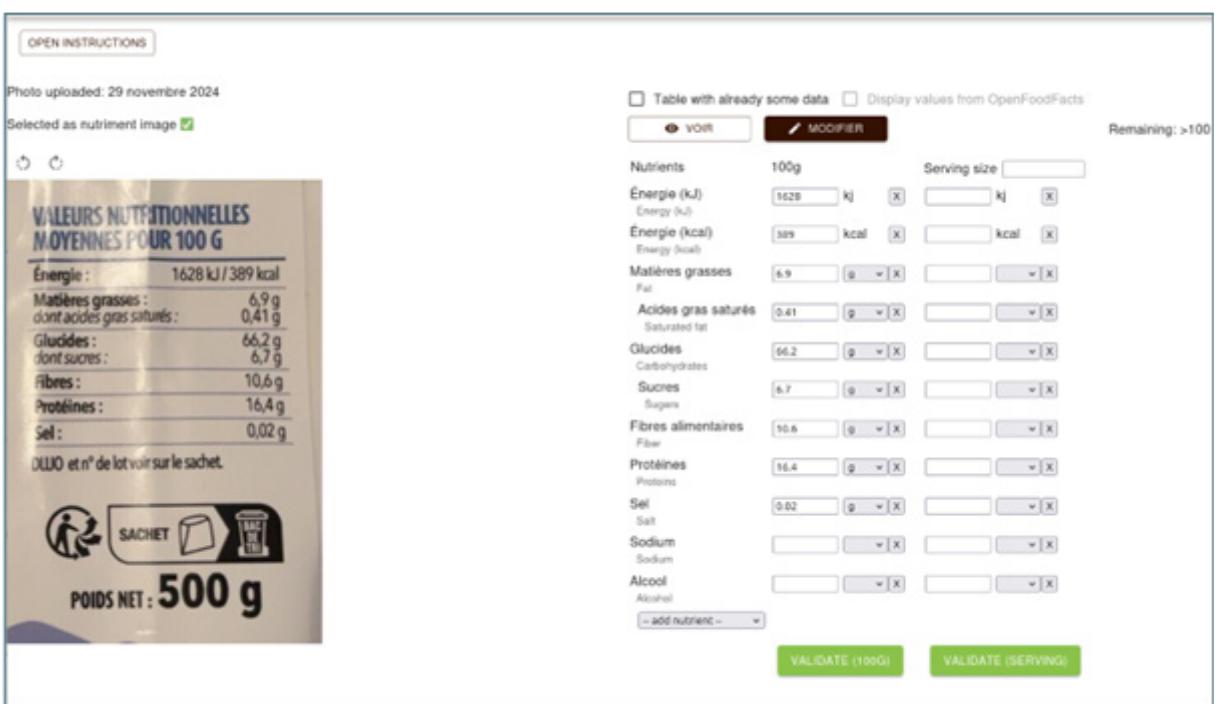 OPEN INSTRUCTIONS
Photo uploaded: 29 novembre 2024
Selected as nutriment image
VALEURS NUTRITIONNELLES
MOYENNES POUR 100 G
Énergie : 1628 kJ / 389 kcal
Matières grasses : 6,9 g
dont acides gras saturés : 0,41 g
Glucides : 66,2 g
dont sucres : 6,7 g
Fibres : 10,6 g
Protéines : 16,4 g
Sel : 0,02 g
DLUO et n° de lot voir sur le sachet.
SACHET
BAC
DE
TRI
POIDS NET : 500 g
Table with already some data Display values from OpenFoodFacts
VOIR MODIFIER Remaining: >100
Nutrients 100g Serving size
Énergie (kJ) 1628 kj X kj X
Energy (kJ)
Énergie (kcal) 389 kcal X kcal X
Energy (kcal)
Matières grasses 6.9 g X X
Fat
Acides gras saturés 0.41 g X X
Saturated fat
Glucides 66.2 g X X
Carbohydrates
Sucres 6.7 g X X
Sugars
Fibres alimentaires 10.6 g X X
Fiber
Protéines 16.4 g X X
Proteins
Sel 0.02 g X X
Salt
Sodium X X
Sodium
Alcool X X
Alcohol
-- add nutrient --
VALIDATE (100G) VALIDATE (SERVING)